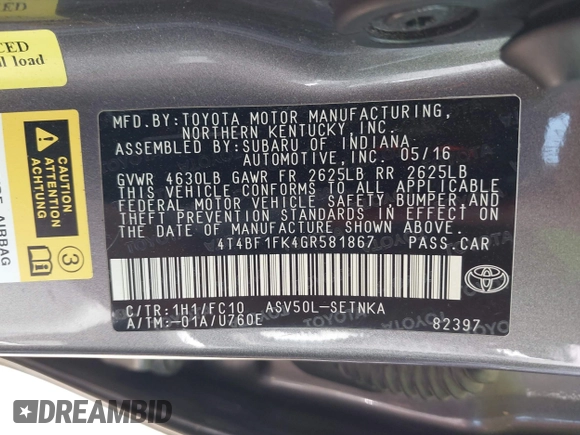 CED
l load
MFD.BY:TOYOTA MOTOR MANUFACTURING,
NORTHERN KENTUCKY,INC.
ASSEMBLED BY:SUBARU OF INDIANA
AUTOMOTIVE,INC. 05/16
GVWR 4630LB GAWR FR 2625LB RR 2625LB
THIS VEHICLE CONFORMS TO ALL APPLICABLE
FEDERAL MOTOR VEHICLE SAFETY,BUMPER,AND
THEFT PREVENTION STANDARDS IN EFFECT ON
THE DATE OF MANUFACTURE SHOWN ABOVE.
4T4BF1FK4GR581867 PASS.CAR
AIRBAG
3
C/TR:1H1/FC10 ASV50L-SETNKA
A/TM:-01A/U760E
82397
DREAMBID